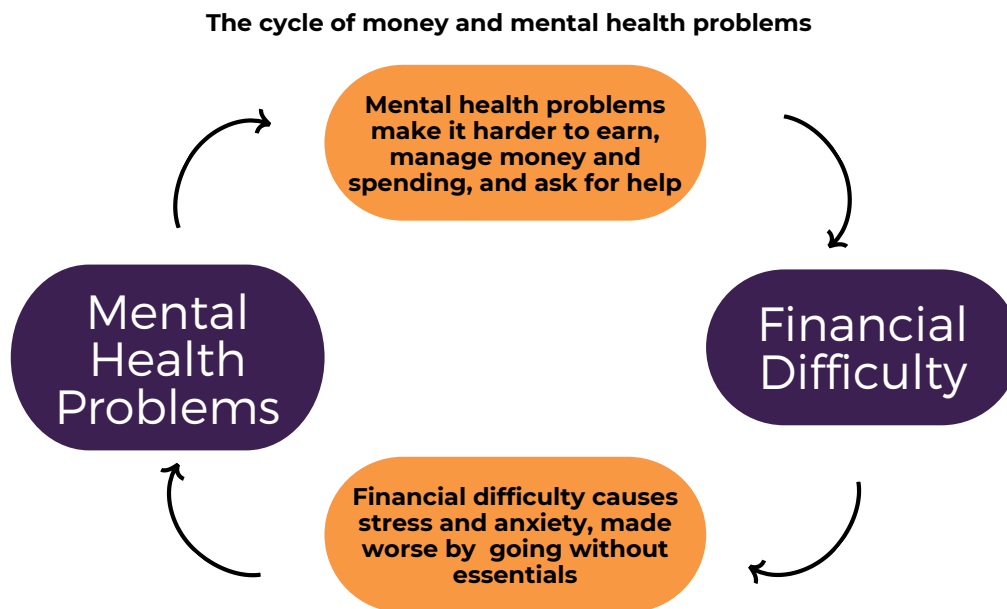 The cycle of money and mental health problems
Mental health problems
make it harder to earn,
manage money and
spending, and ask for help
Mental
Health
Problems
Financial
Difficulty
Financial difficulty causes
stress and anxiety, made
worse by  going without
essentials